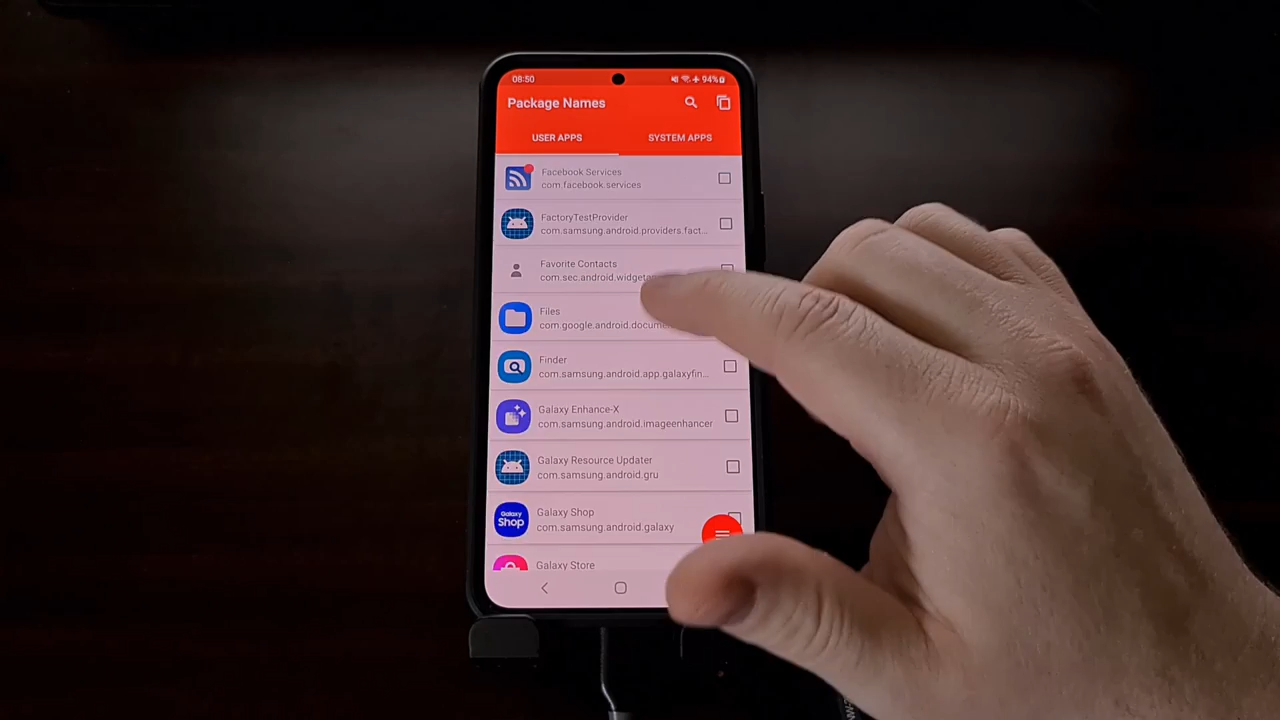 08:50 94%
Package Names
USER APPS SYSTEM APPS
Facebook Services
com.facebook.services
FactoryTestProvider
com.samsung.android.providers.fact...
Favorite Contacts
com.sec.android.widget
Files
com.google.android.docume
Finder
com.samsung.android.app.galaxyfin...
Galaxy Enhance-X
com.samsung.android.imageenhancer
Galaxy Resource Updater
com.samsung.android.gru
Galaxy Shop
Galaxy
Shop
com.samsung.android.galaxy
Galaxy Store